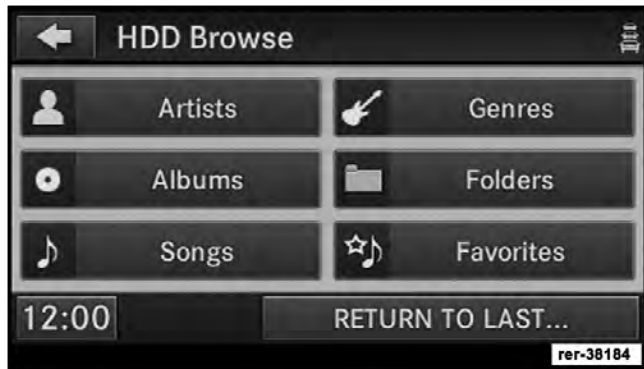 HDD Browse
Artists
Genres
Albums
Folders
Songs
Favorites
12:00
RETURN TO LAST...
rer-38184